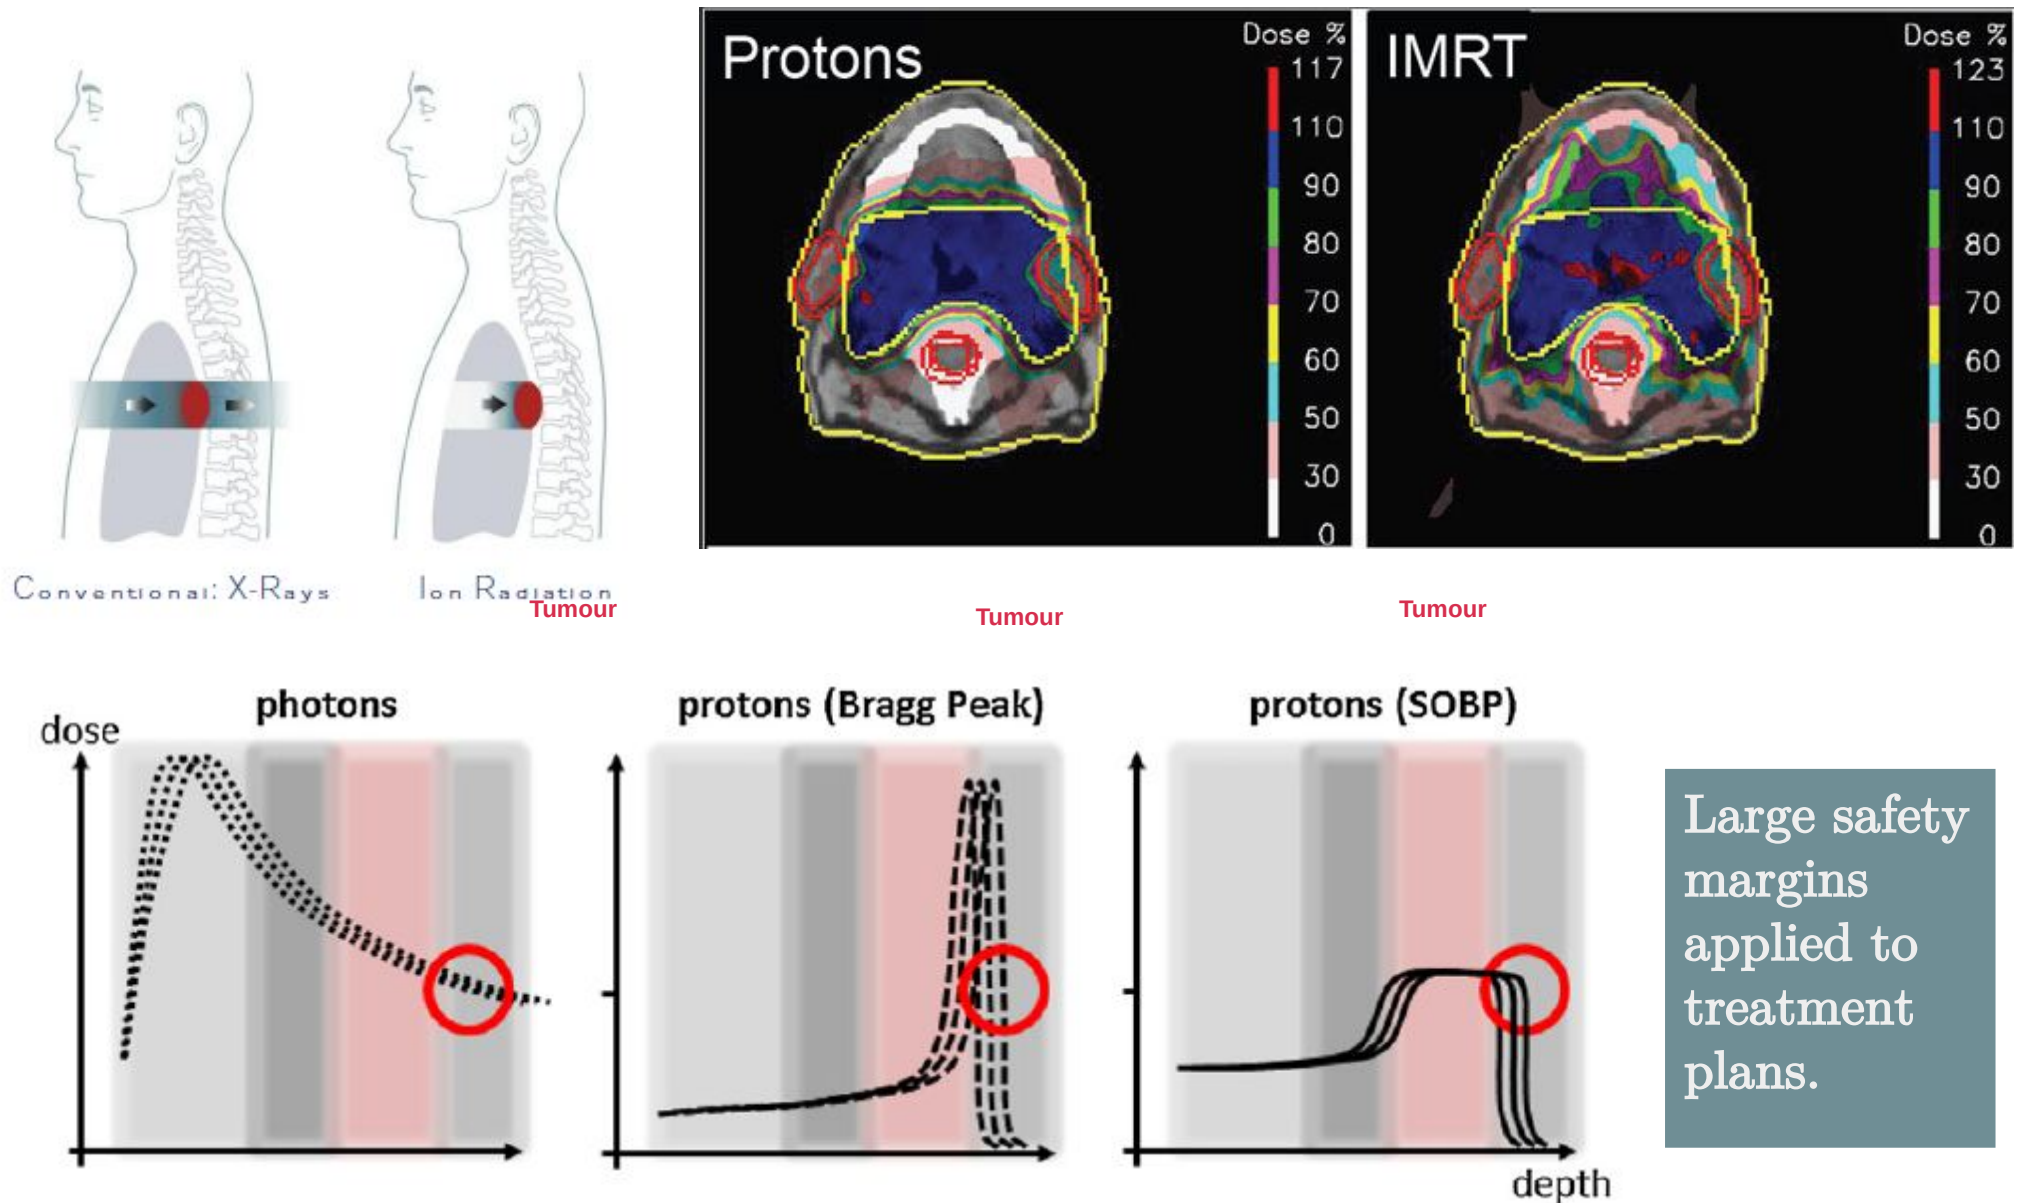 Protons
Dose %
117
110
90
80
70
60
50
30
0
IMRT
Dose %
123
110
90
80
70
60
50
30
0
Conventional: X-Rays
Ion Radiation
Tumour
Tumour
Tumour
photons
protons (Bragg Peak)
protons (SOBP)
dose
depth
Large safety
margins
applied to
treatment
plans.